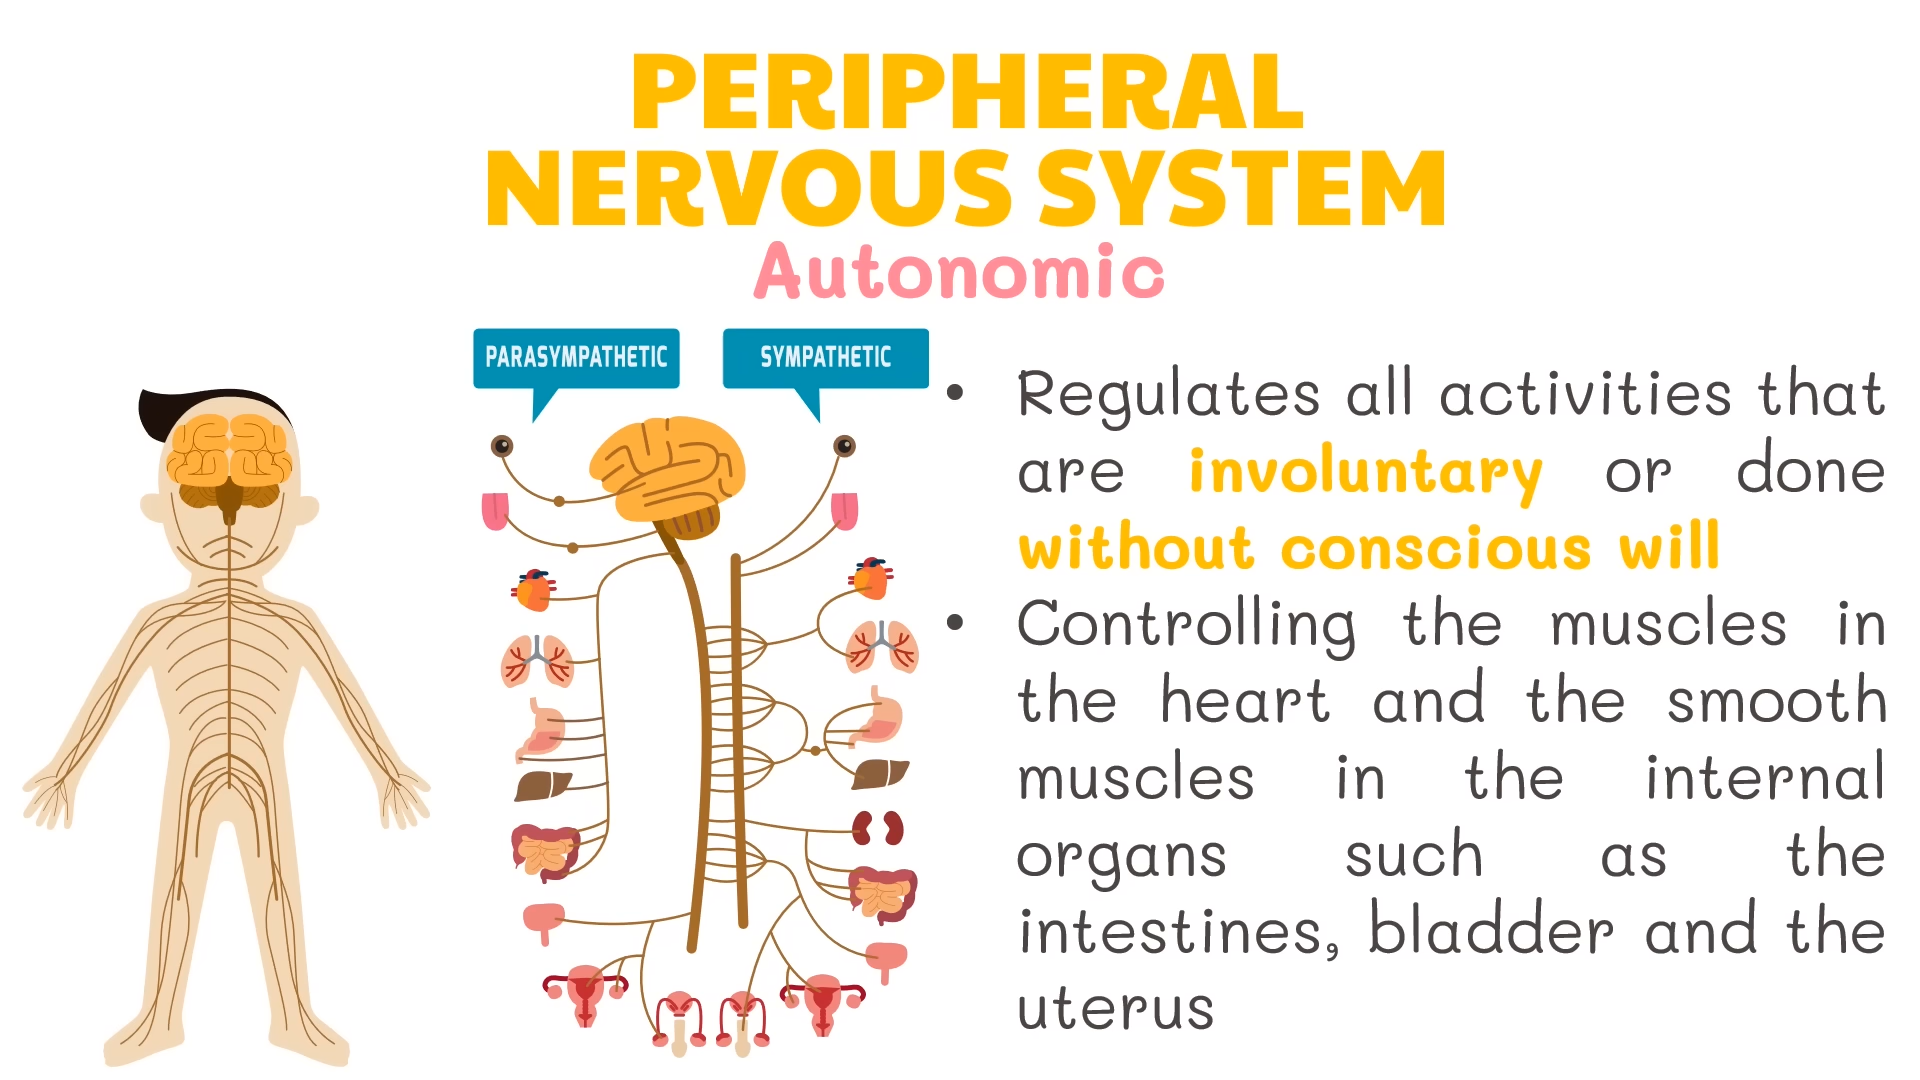 PERIPHERAL
NERVOUS SYSTEM
Autonomic
PARASYMPATHETIC
SYMPATHETIC
• Regulates all activities that
are involuntary or done
without conscious will
• Controlling the muscles in
the heart and the smooth
muscles in the internal
organs such as the
intestines, bladder and the
uterus